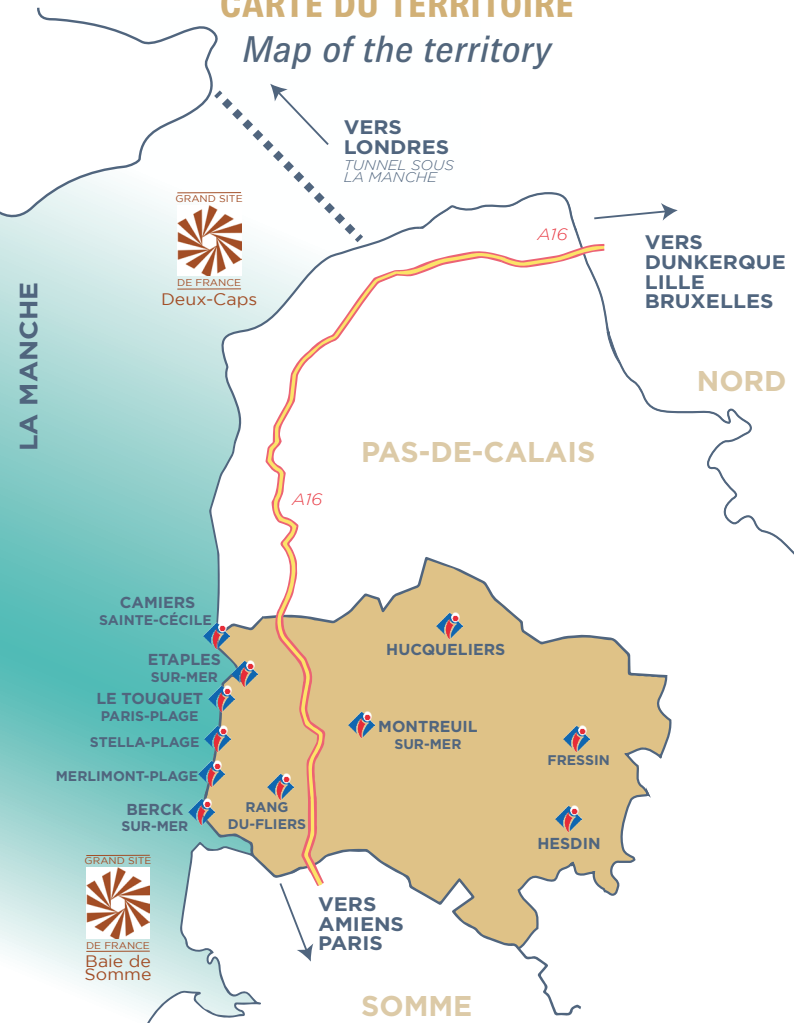 CARTE DU TERRITOIRE
Map of the territory
VERS
LONDRES
TUNNEL SOUS
LA MANCHE
GRAND SITE
DE FRANCE
Deux-Caps
A16
VERS
DUNKERQUE
LILLE
BRUXELLES
LA MANCHE
NORD
PAS-DE-CALAIS
A16
CAMIERS
SAINTE-CÉCILE
HUCQUELIERS
ETAPLES
SUR-MER
LE TOUQUET
PARIS-PLAGE
MONTREUIL
SUR-MER
STELLA-PLAGE
FRESSIN
MERLIMONT-PLAGE
BERCK
SUR-MER
RANG
DU-FLIERS
HESDIN
GRAND SITE
DE FRANCE
Baie de
Somme
VERS
AMIENS
PARIS
SOMME